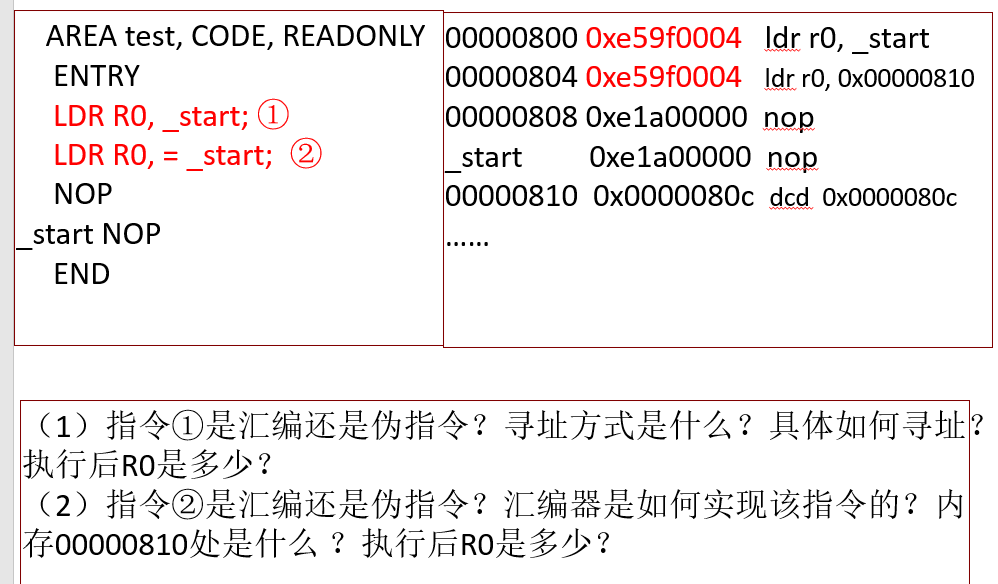 AREA test, CODE, READONLY
ENTRY
LDR R0, _start; ①
LDR R0, = _start; ②
NOP
_start NOP
END
00000800 0xe59f0004 ldr r0, _start
00000804 0xe59f0004 ldr r0, 0x00000810
00000808 0xe1a00000 nop
_start 0xe1a00000 nop
00000810 0x0000080c dcd 0x0000080c
……
（1）指令①是汇编还是伪指令？寻址方式是什么？具体如何寻址？
执行后R0是多少？
（2）指令②是汇编还是伪指令？汇编器是如何实现该指令的？内
存00000810处是什么 ？执行后R0是多少？